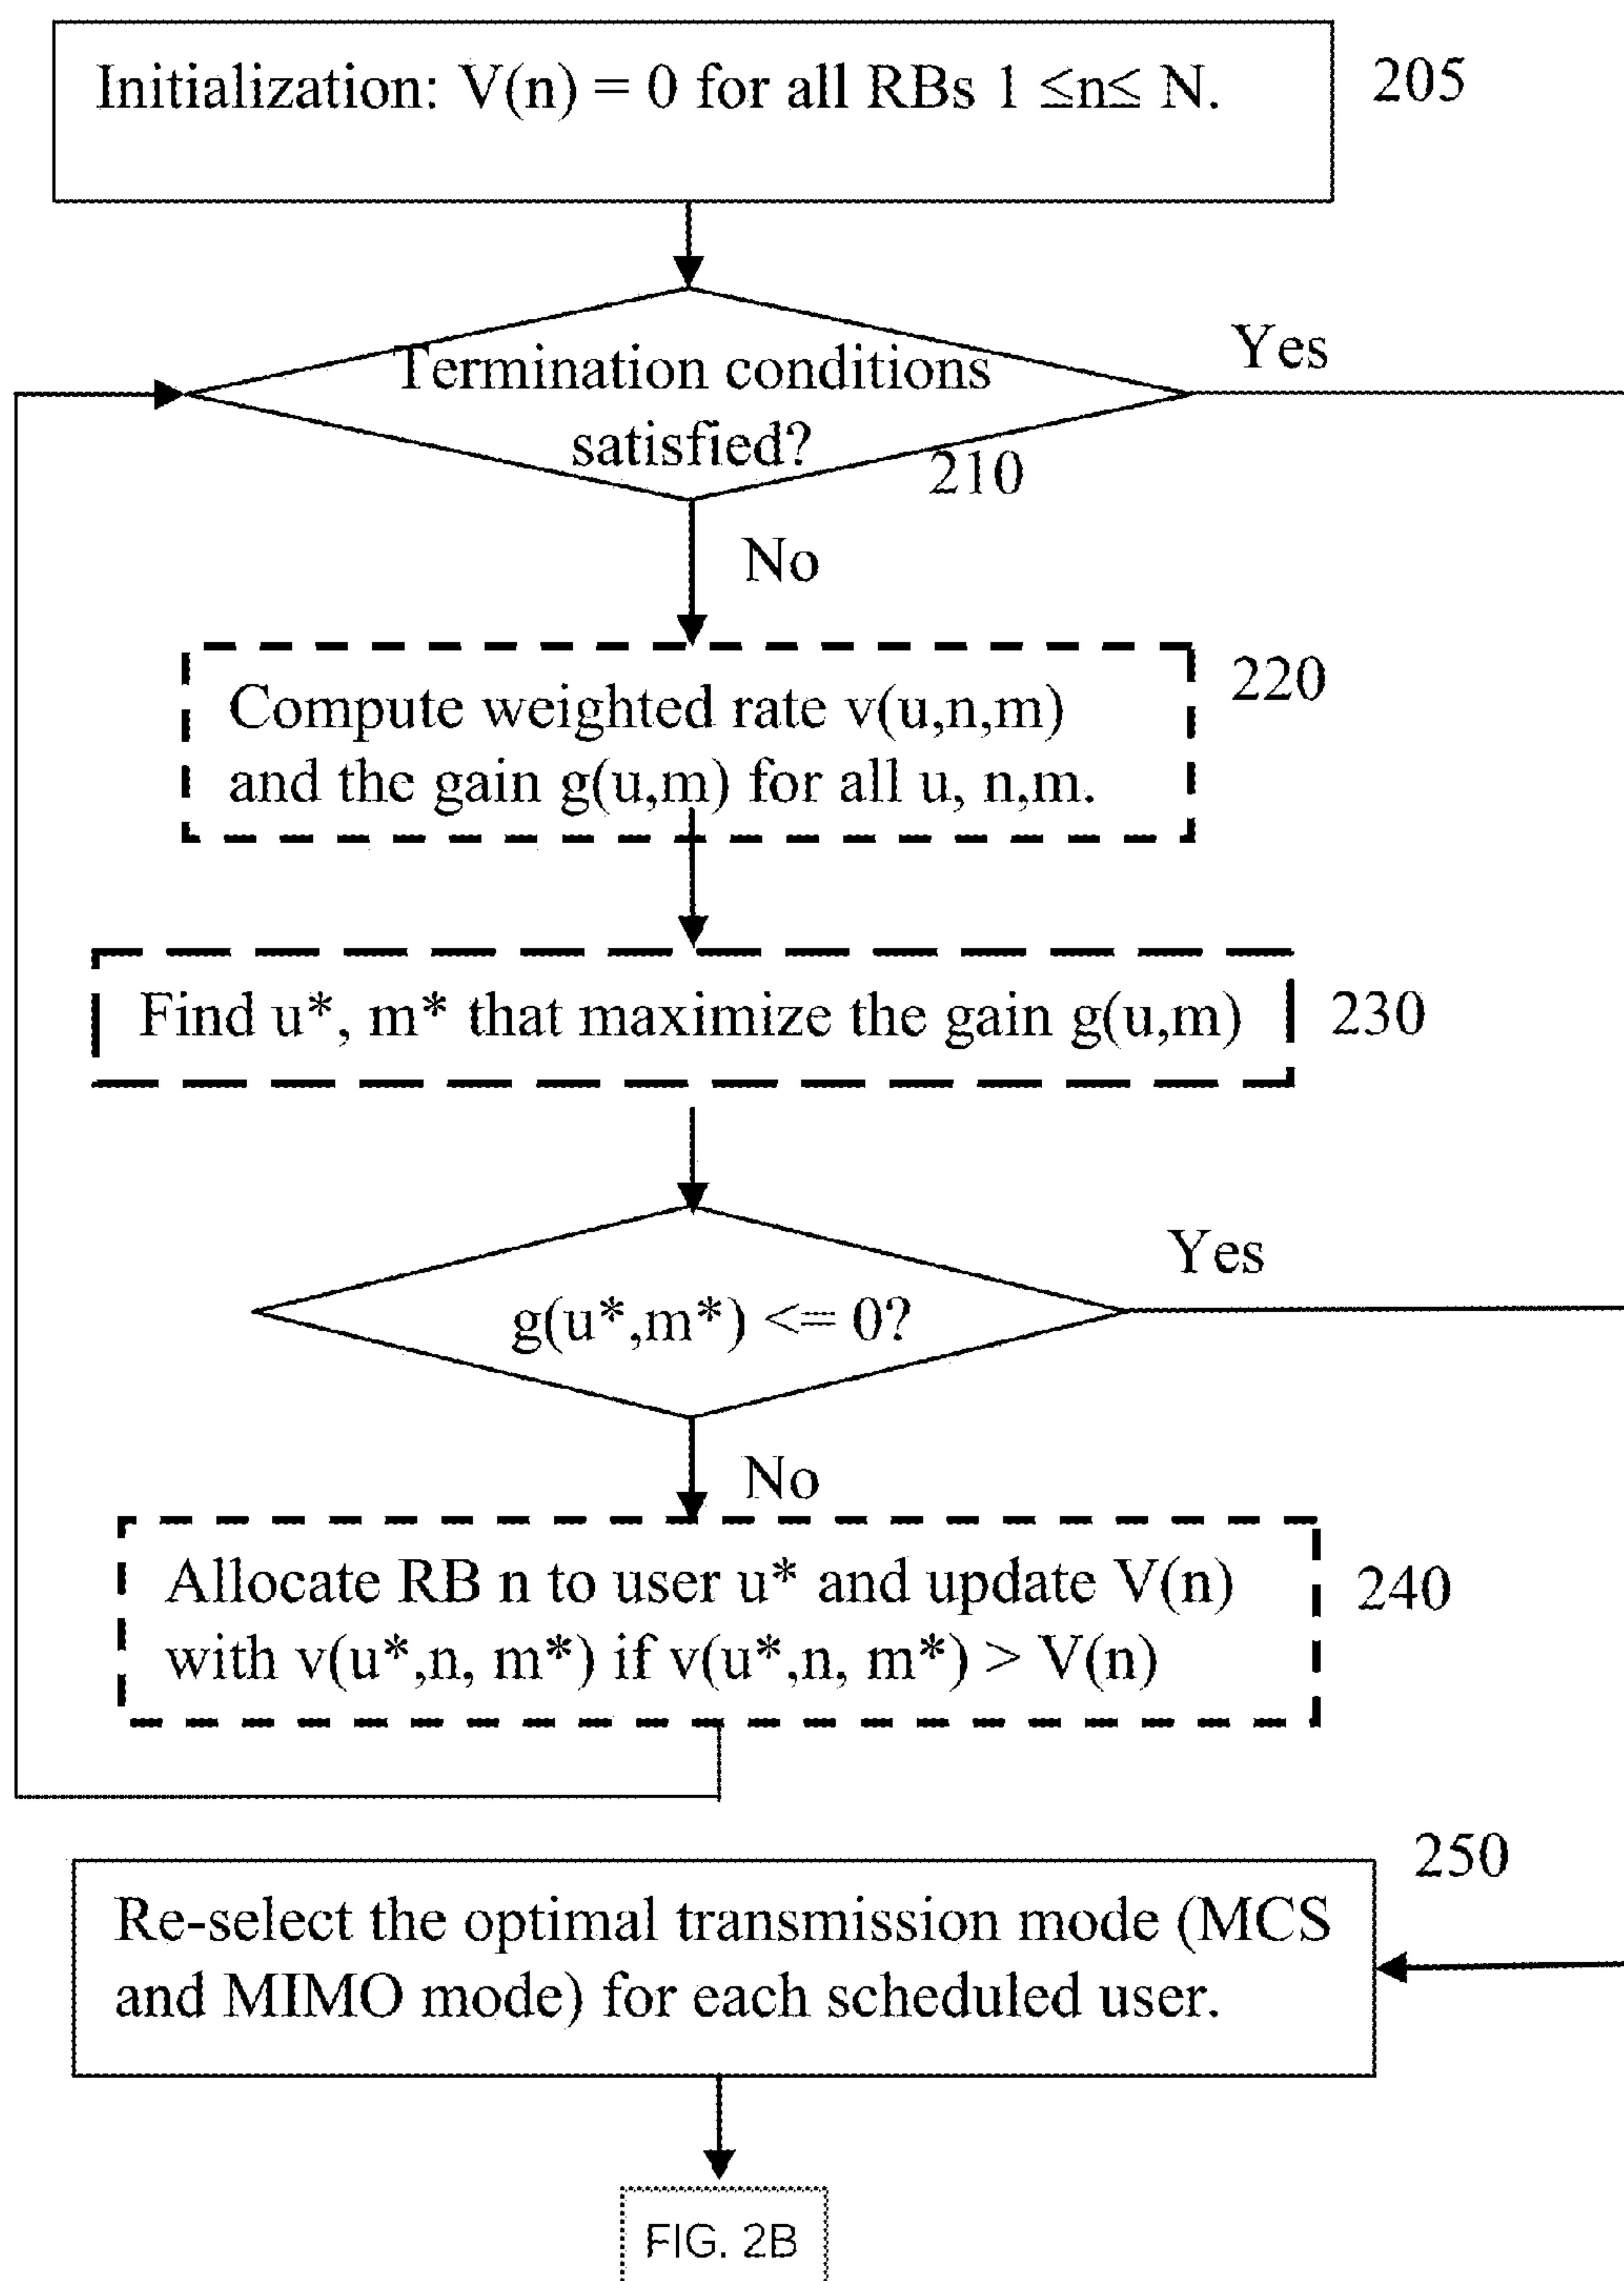 Initialization: V(n) = 0 for all RBs 1 ≤n≤ N.
205
Termination conditions
satisfied?
210
Yes
No
Compute weighted rate v(u,n,m)
and the gain g(u,m) for all u, n,m.
220
Find u*, m* that maximize the gain g(u,m)
230
g(u*,m*) <= 0?
Yes
No
Allocate RB n to user u* and update V(n)
with v(u*,n, m*) if v(u*,n, m*) > V(n)
240
250
Re-select the optimal transmission mode (MCS
and MIMO mode) for each scheduled user.
FIG. 2B